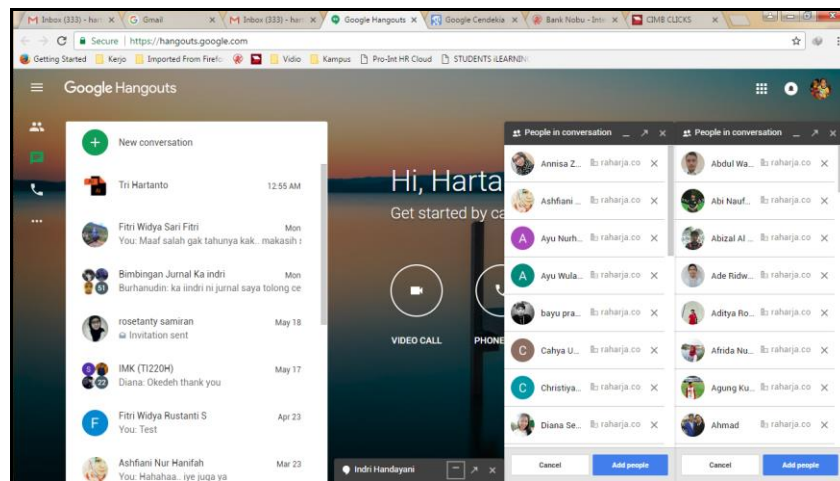 Inbox (333) - har
Gmail
Inbox (333) - har
Google Hangouts
Google Cendekia
Bank Nobu - Inte
CIMB CLICKS
Secure | https://hangouts.google.com
Getting Started
Kerjo
Imported From Firefo
Vidio
Kampus
Pro-Int HR Cloud
STUDENTS iLEARNIN
Google Hangouts
New conversation
Tri Hartanto 12:55 AM
Fitri Widya Sari Fitri Mon
You: Maaf salah gak tahunya kak.. makasih s
Bimbingan Jurnal Ka indri Mon
51
Burhanudin: ka iindri ni jurnal saya tolong ce
rosetanty samiran May 18
Invitation sent
IMK (TI220H) May 17
22
Diana: Okedeh thank you
F
Fitri Widya Rustanti S Apr 23
You: Test
Ashfiani Nur Hanifah Mar 23
You: Hahahaa.. iye juga ya
Hi, Harta
Get started by ca
VIDEO CALL
PHONE
Indri Handayani
People in conversation
Annisa Z... raharja.co
Ashfiani ... raharja.co
A Ayu Nurh... raharja.co
A Ayu Wula... raharja.co
bayu pra... raharja.co
C Cahya U... raharja.co
C Christiya... raharja.co
Diana Se... raharja.co
Cancel Add people
People in conversation
Abdul Wa... raharja.co
Abi Nauf... raharja.co
Abizal Al ... raharja.co
Ade Ridw... raharja.co
Aditya Ro... raharja.co
Afrida Nu... raharja.co
Agung Ku... raharja.co
Ahmad raharja.co
Cancel Add people